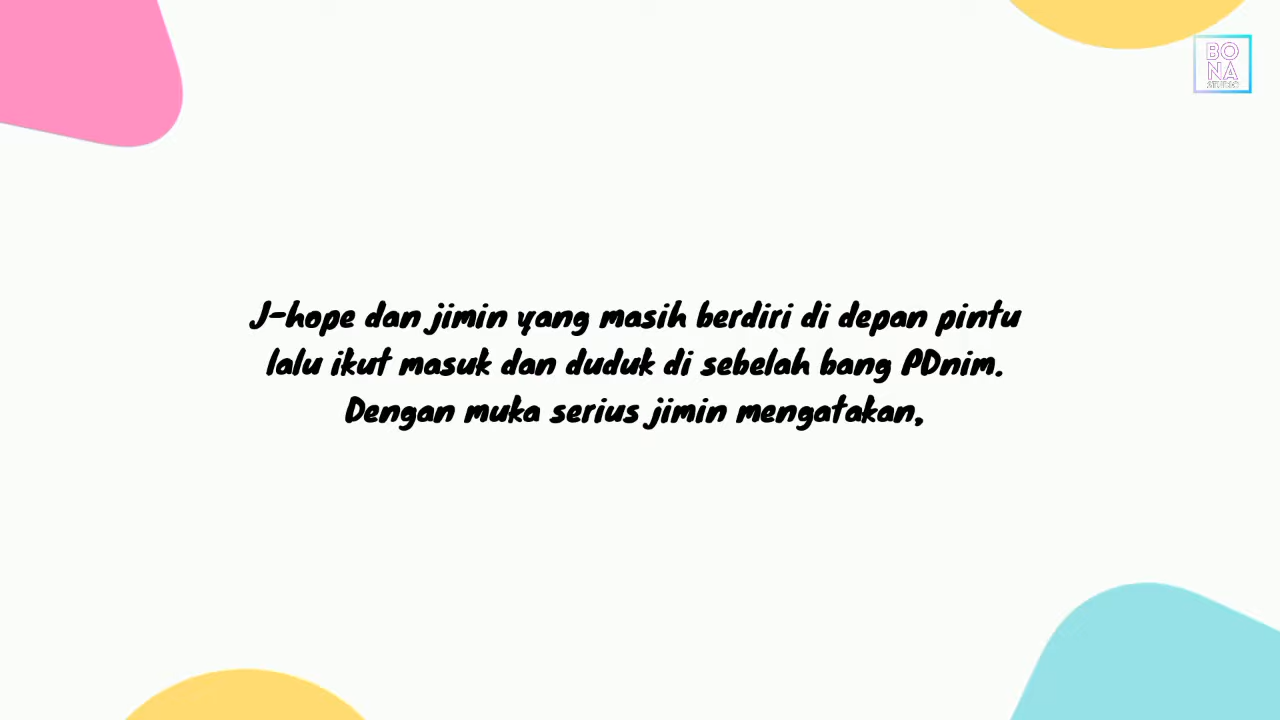 BO
NA
STUDIO
J-hope dan jimin yang masih berdiri di depan pintu
lalu ikut masuk dan duduk di sebelah bang PDnim.
Dengan muka serius jimin mengatakan,